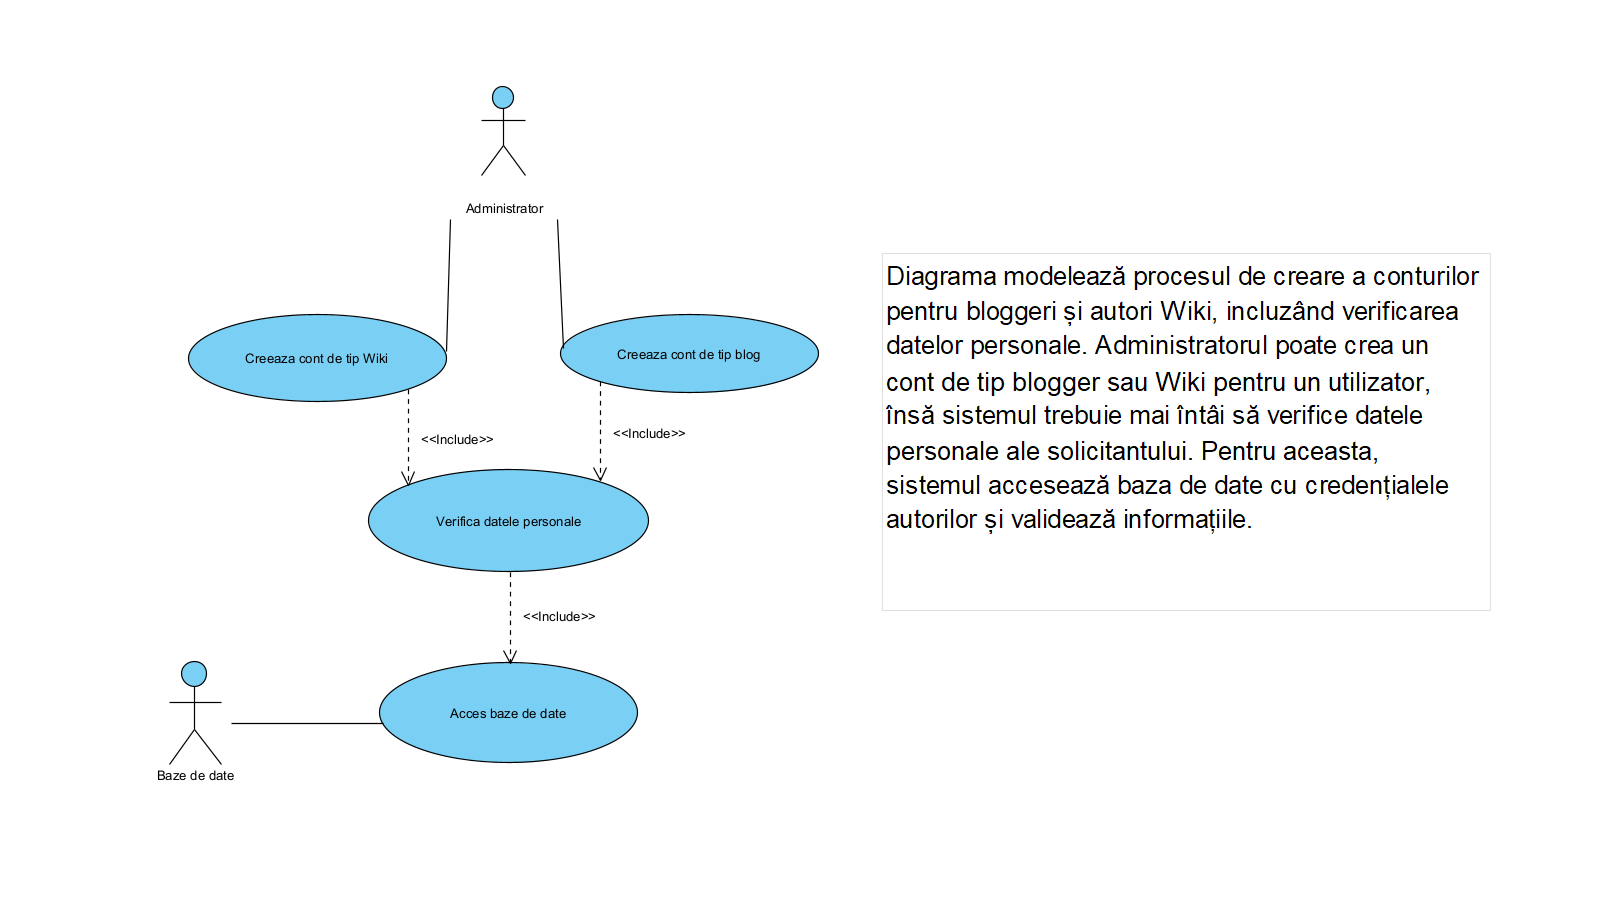 Administrator
Creeaza cont de tip Wiki
Creeaza cont de tip blog
<<Include>>
<<Include>>
Verifica datele personale
<<Include>>
Acces baze de date
Baze de date
Diagrama modelează procesul de creare a conturilor
pentru bloggeri și autori Wiki, incluzând verificarea
datelor personale. Administratorul poate crea un
cont de tip blogger sau Wiki pentru un utilizator,
însă sistemul trebuie mai întâi să verifice datele
personale ale solicitantului. Pentru aceasta,
sistemul accesează baza de date cu credențialele
autorilor și validează informațiile.